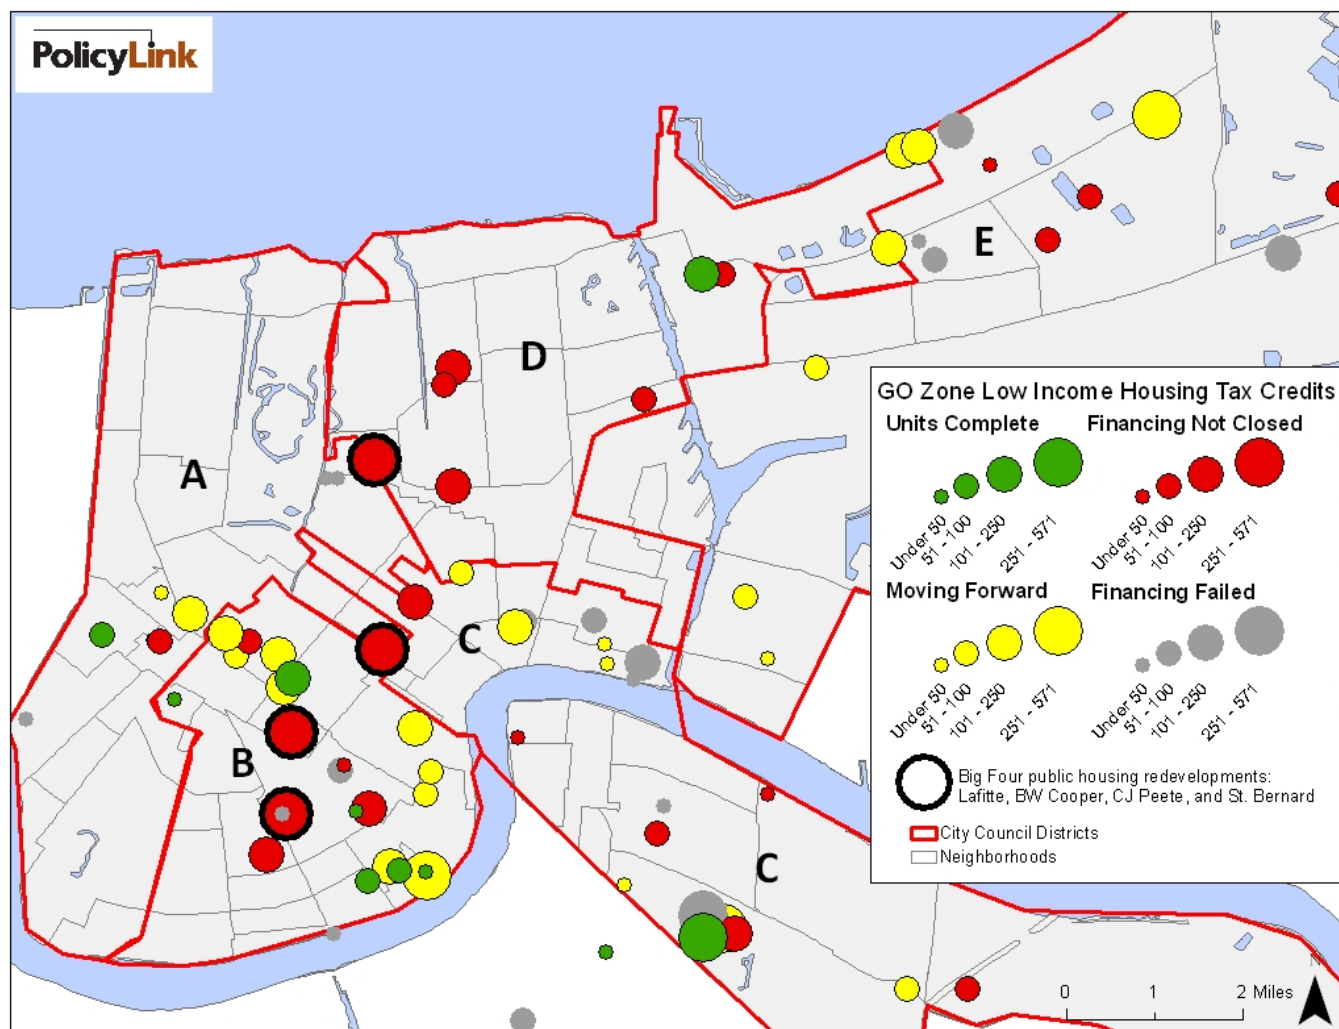 PolicyLink
E
D
A
C
B
C
GO Zone Low Income Housing Tax Credits
Units Complete
Under 50
51 - 100
101 - 250
251 - 571
Financing Not Closed
Under 50
51 - 100
101 - 250
251 - 571
Moving Forward
Under 50
51 - 100
101 - 250
251 - 571
Financing Failed
Under 50
51 - 100
101 - 250
251 - 571
Big Four public housing redevelopments:
Lafitte, BW Cooper, CJ Peete, and St. Bernard
City Council Districts
Neighborhoods
N
0 1 2 Miles